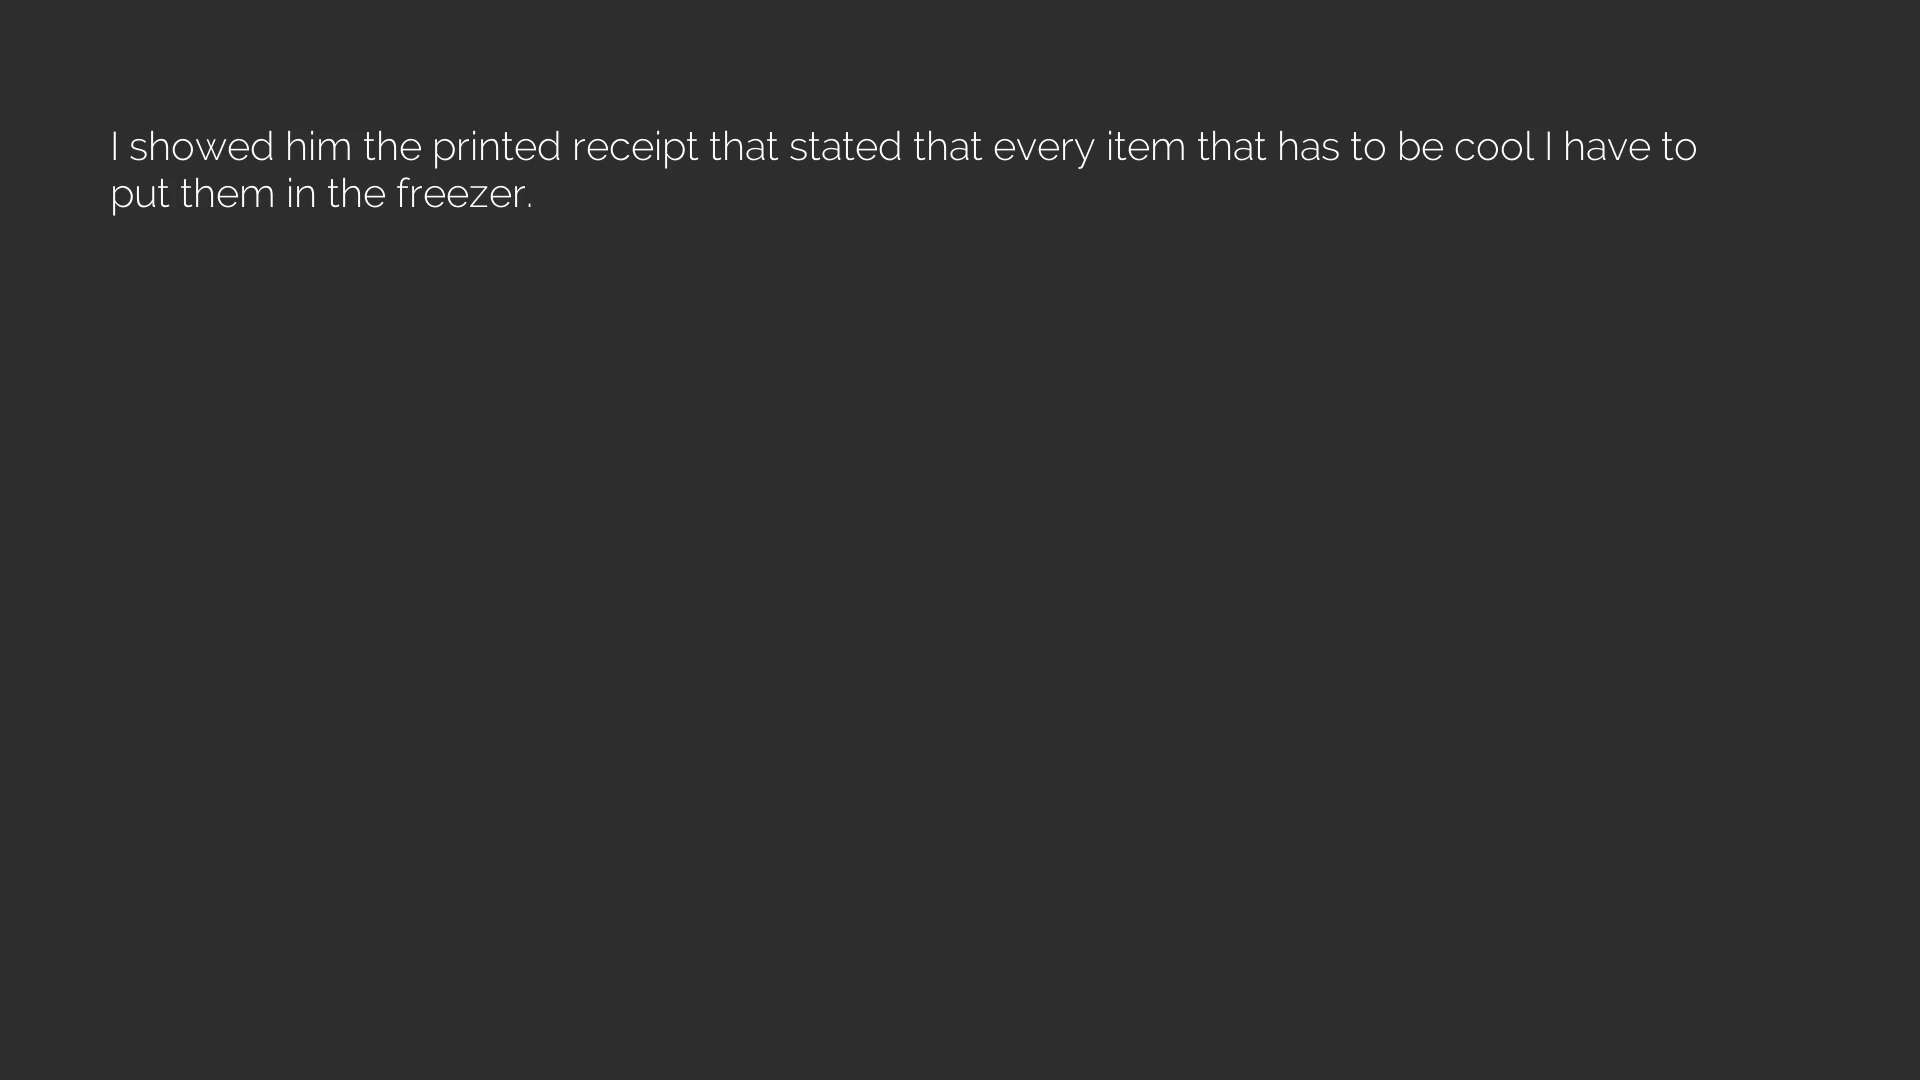 I showed him the printed receipt that stated that every item that has to be cool I have to
put them in the freezer.